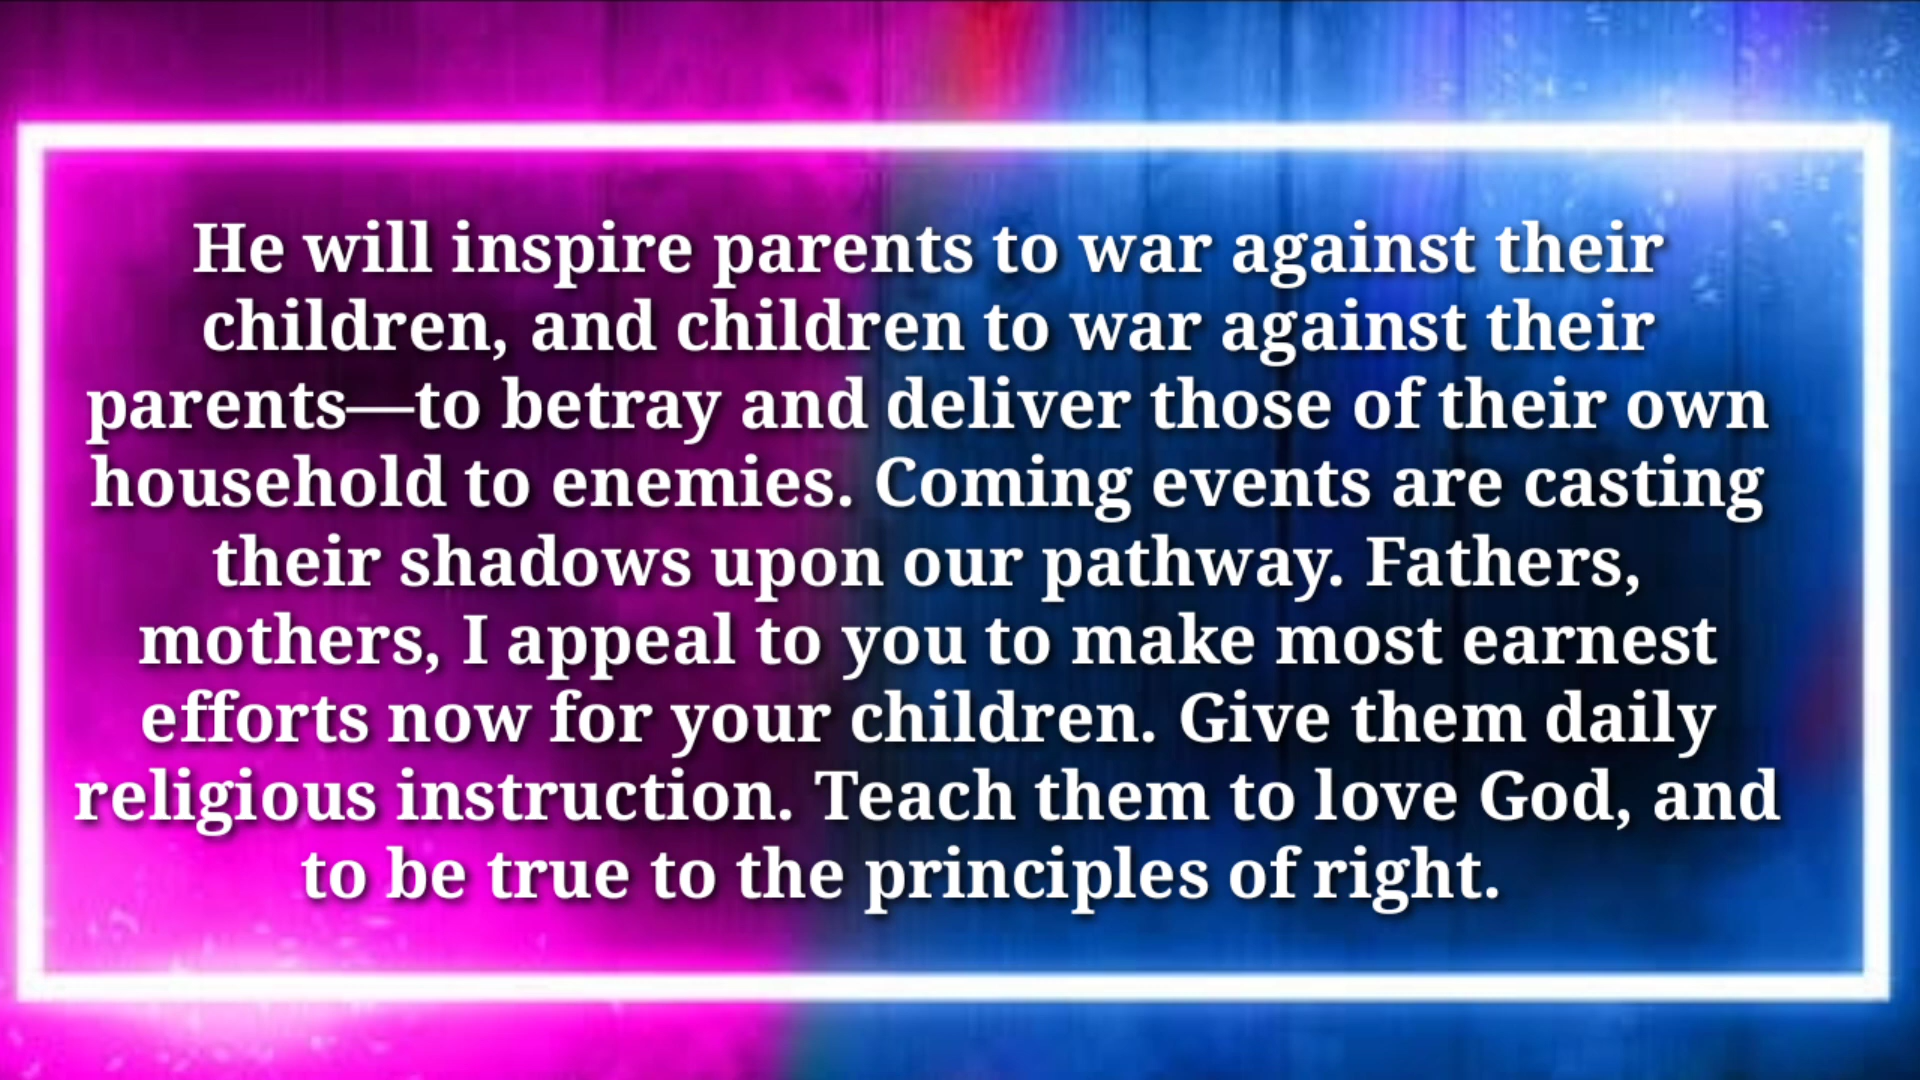 He will inspire parents to war against their
children, and children to war against their
parents—to betray and deliver those of their own
household to enemies. Coming events are casting
their shadows upon our pathway. Fathers,
mothers, I appeal to you to make most earnest
efforts now for your children. Give them daily
religious instruction. Teach them to love God, and
to be true to the principles of right.